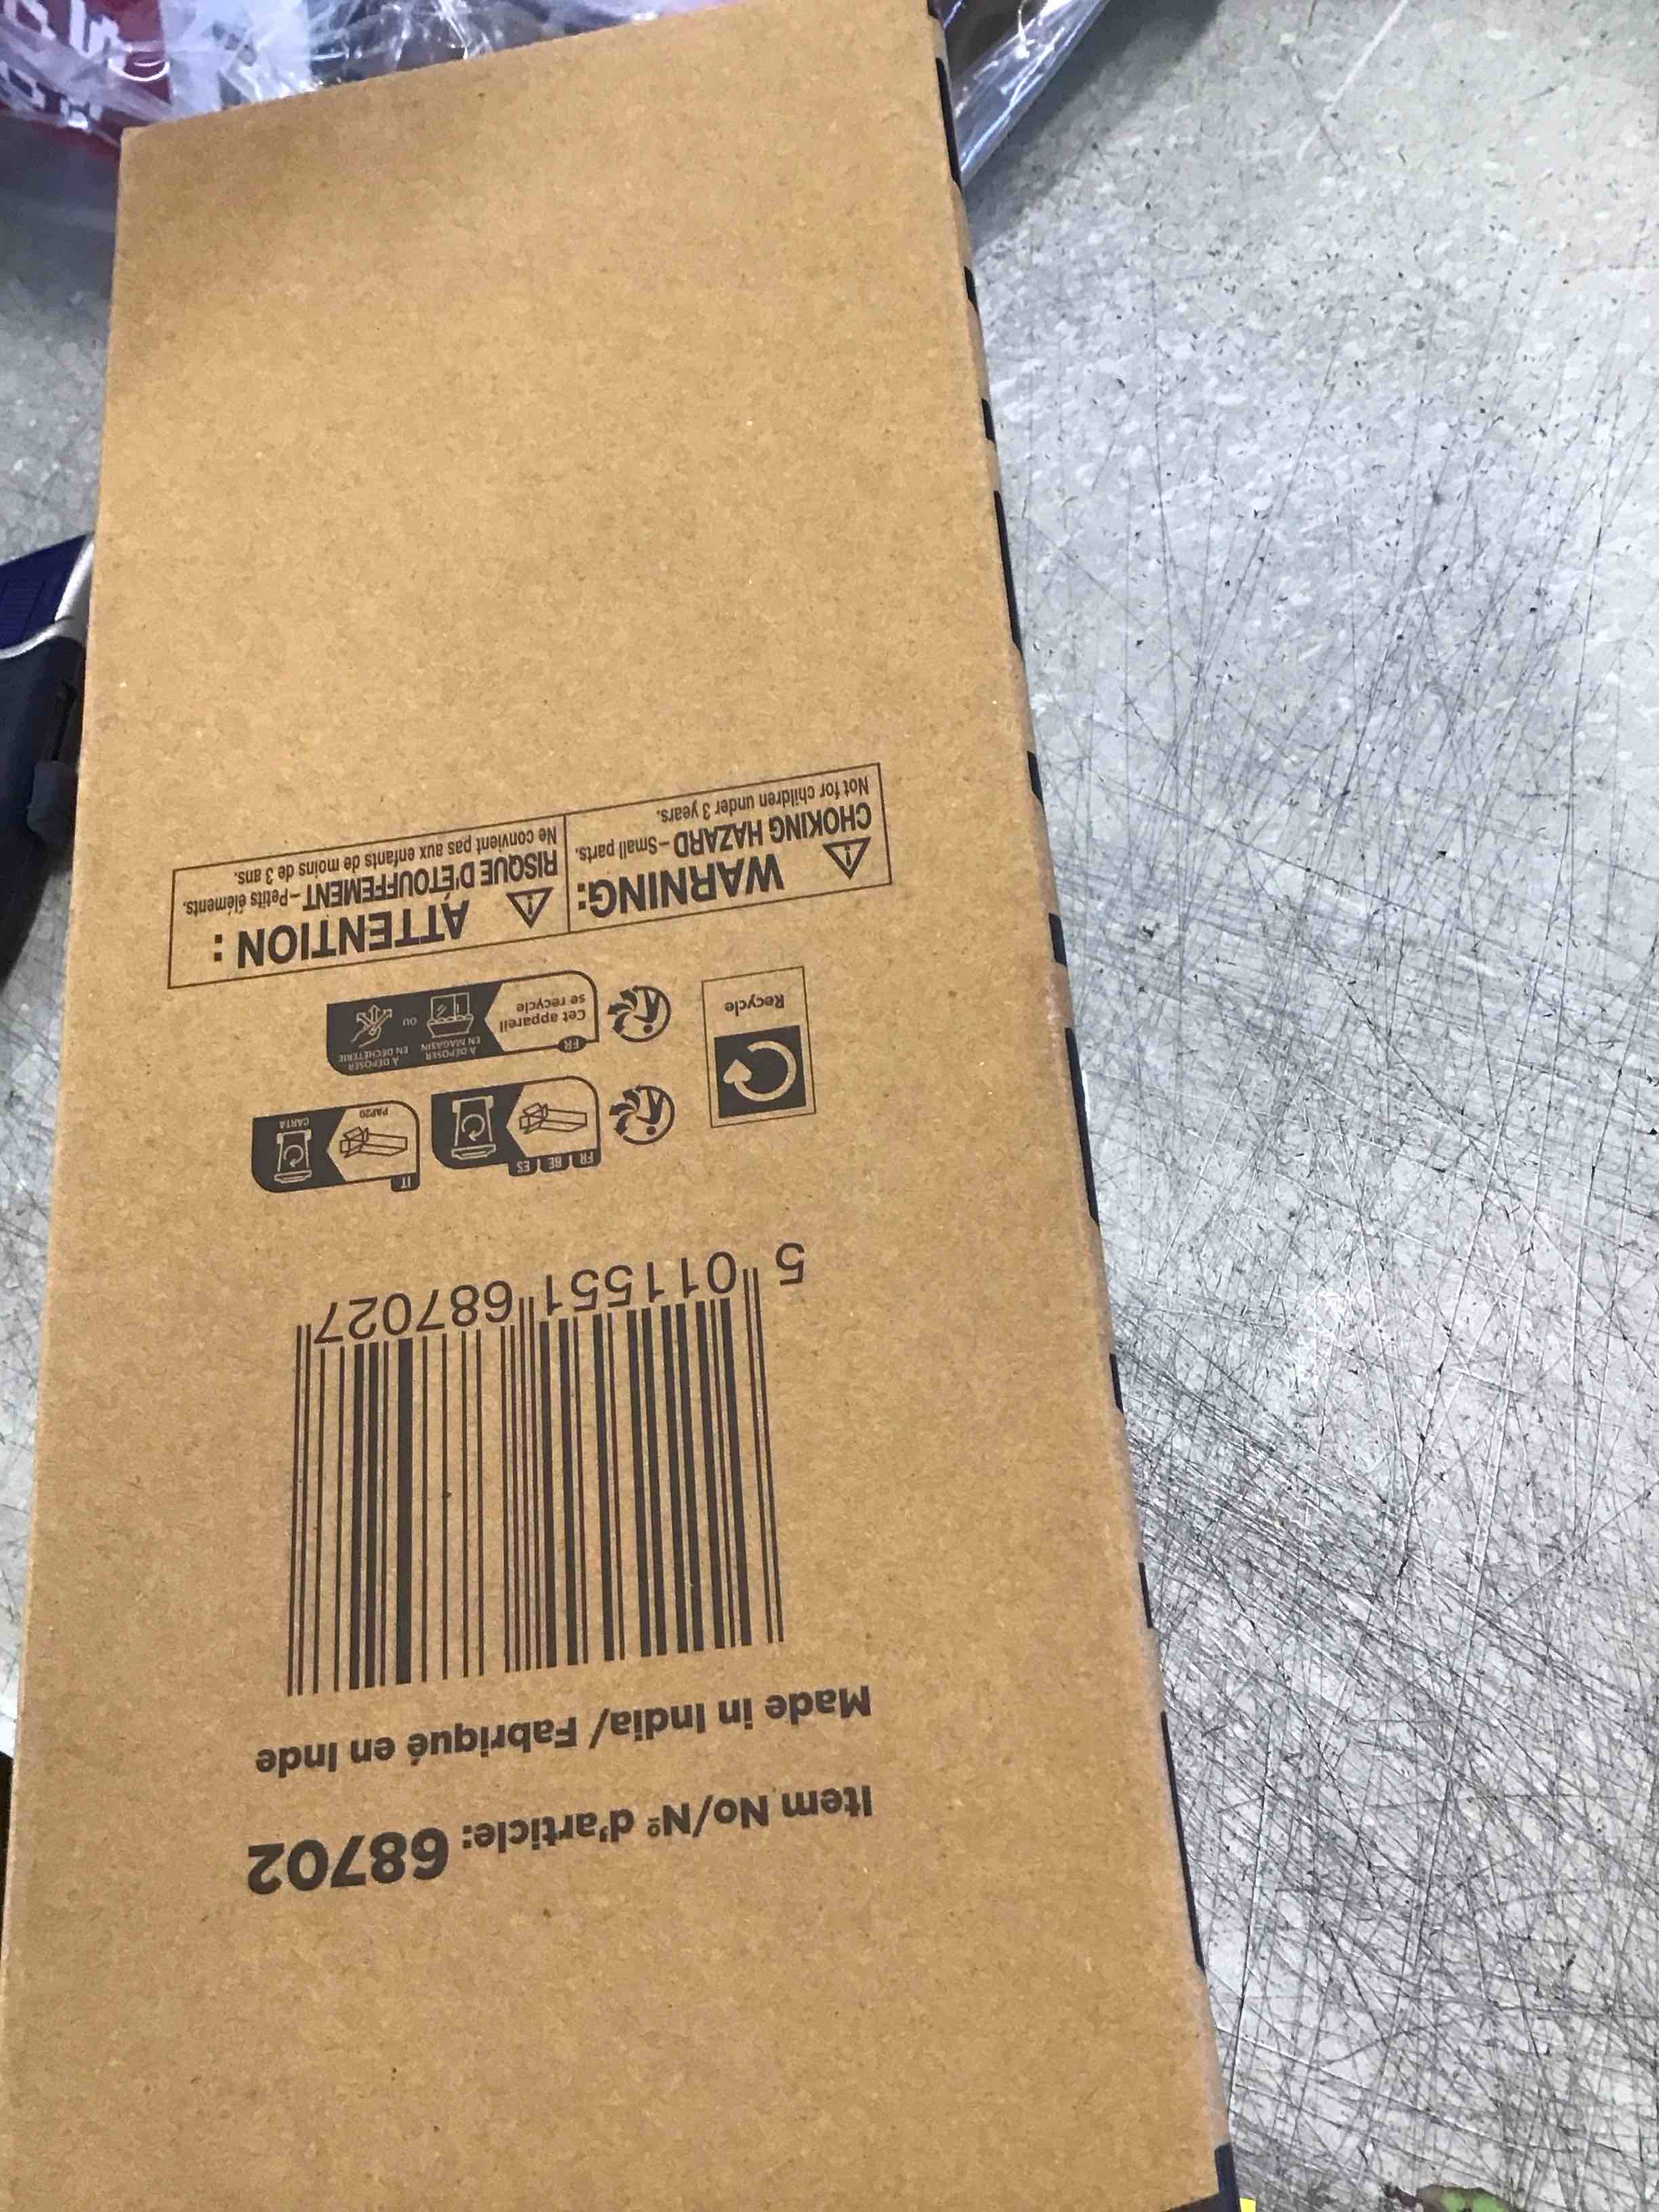 Item No/Nº d'article: 68702
Made in India/ Fabriqué en Inde
5 011551 687027
FR BE ES
IT
PAP20
CARTA
Recycle
FR
Cet appareil
se recycle
À DÉPOSER
EN MAGASIN
OU
À DÉPOSER
EN DÉCHÈTERIE
WARNING:
CHOKING HAZARD –Small parts.
Not for children under 3 years.
ATTENTION :
RISQUE D'ÉTOUFFEMENT –Petits éléments.
Ne convient pas aux enfants de moins de 3 ans.